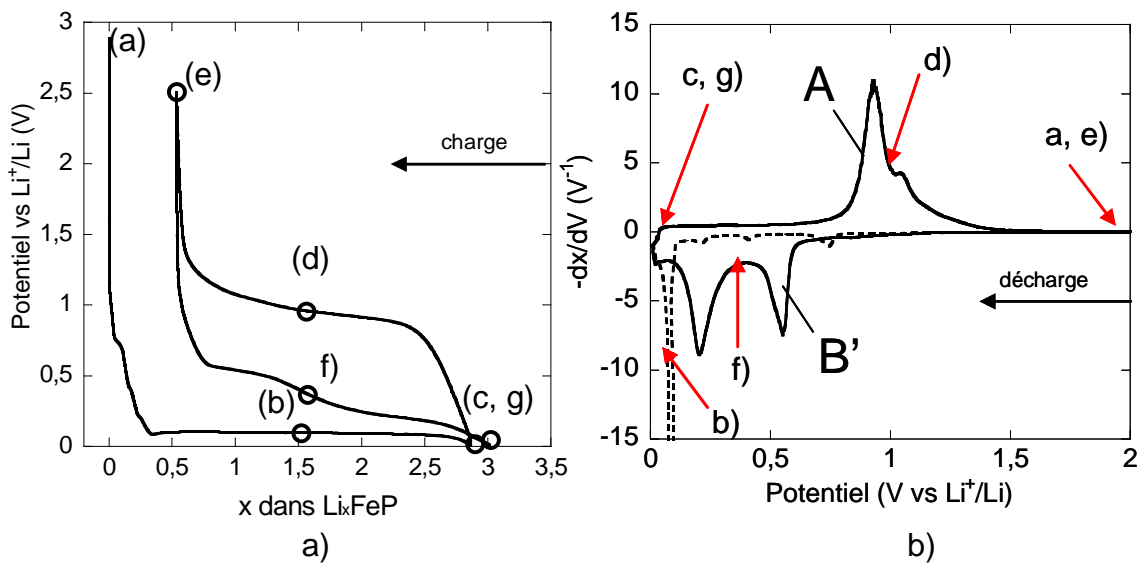 (a)
(e)
charge
(d)
f)
(b)
(c, g)
Potentiel vs Li⁺/Li (V)
3
2,5
2
1,5
1
0,5
0
0 0,5 1 1,5 2 2,5 3 3,5
x dans LiₓFeP
a)
c, g)
A
d)
a, e)
décharge
f)
B'
b)
-dx/dV (V⁻¹)
15
10
5
0
-5
-10
-15
0 0,5 1 1,5 2
Potentiel (V vs Li⁺/Li)
b)